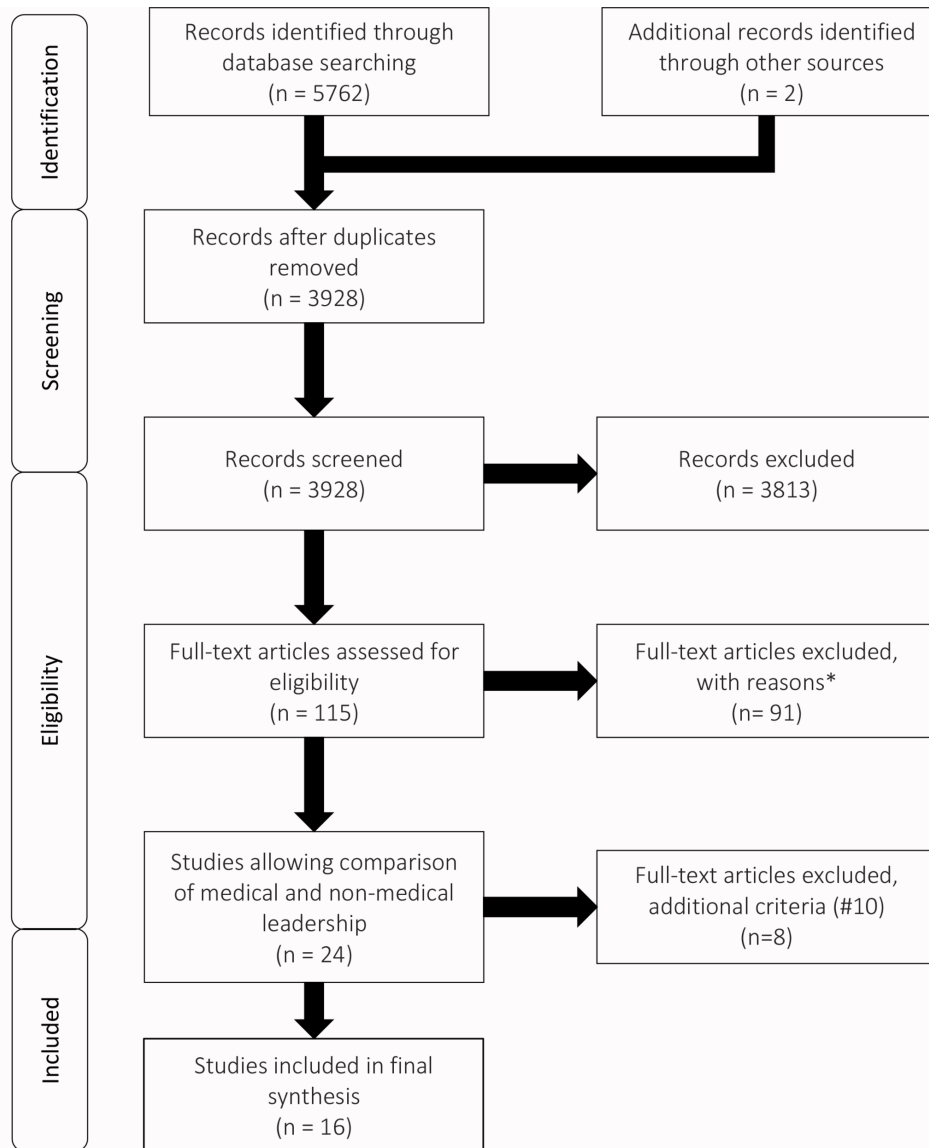 Identification
Records identified through
database searching
(n = 5762)
Additional records identified
through other sources
(n = 2)
Screening
Records after duplicates
removed
(n = 3928)
Records screened
(n = 3928)
Records excluded
(n = 3813)
Eligibility
Full-text articles assessed for
eligibility
(n = 115)
Full-text articles excluded,
with reasons*
(n= 91)
Studies allowing comparison
of medical and non-medical
leadership
(n = 24)
Full-text articles excluded,
additional criteria (#10)
(n=8)
Included
Studies included in final
synthesis
(n = 16)